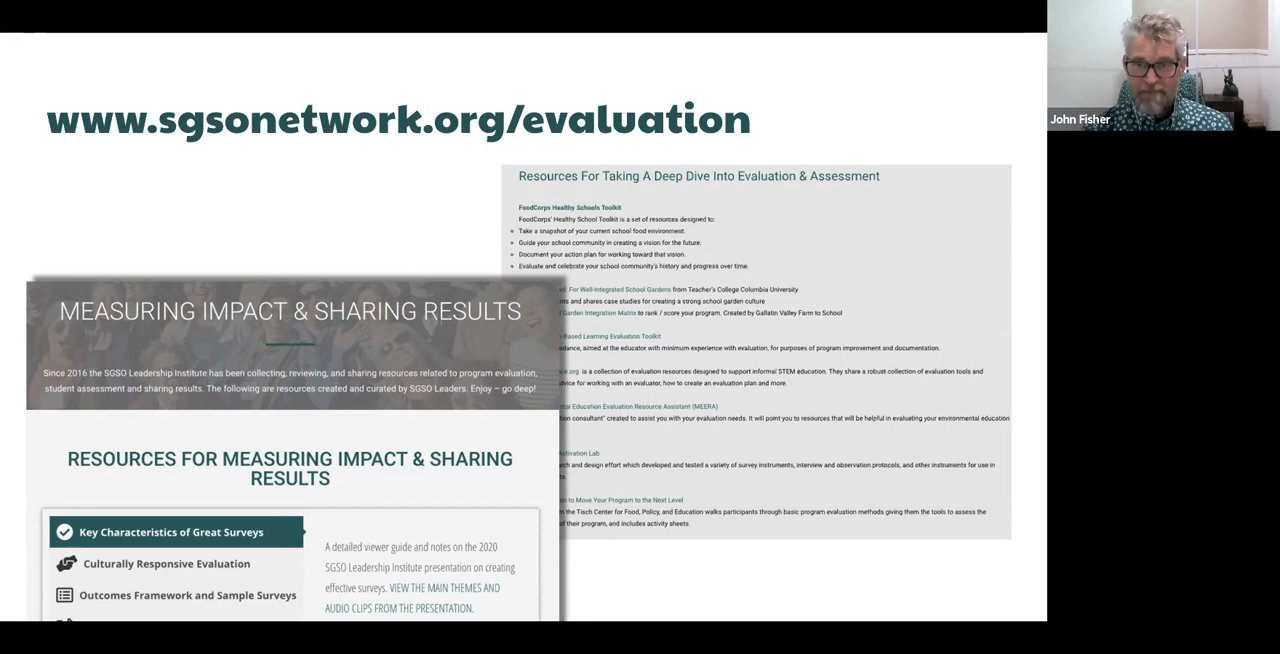 www.sgsonetwork.org/evaluation
John Fisher
Resources For Taking A Deep Dive Into Evaluation & Assessment
FoodCorps Healthy Schools Toolkit
FoodCorps' Healthy School Toolkit is a set of resources designed to:
Take a snapshot of your current school food environment.
Guide your school community in creating a vision for the future.
Document your action plan for working toward that vision.
Evaluate and celebrate your school community's history and progress over time.
For Well-Integrated School Gardens from Teacher's College Columbia University
and shares case studies for creating a strong school garden culture
Garden Integration Matrix to rank / score your program. Created by Gallatin Valley Farm to School
Based Learning Evaluation Toolkit
aimed at the educator with minimum experience with evaluation, for purposes of program improvement and documentation.
.org is a collection of evaluation resources designed to support informal STEM education. They share a robust collection of evaluation tools and
for working with an evaluator, how to create an evaluation plan and more.
Education Evaluation Resource Assistant (MEERA)
consultant" created to assist you with your evaluation needs. It will point you to resources that will be helpful in evaluating your environmental education
Activation Lab
and design effort which developed and tested a variety of survey instruments, interview and observation protocols, and other instruments for use in
to Move Your Program to the Next Level
the Tisch Center for Food, Policy, and Education walks participants through basic program evaluation methods giving them the tools to assess the
of their program, and includes activity sheets.
MEASURING IMPACT & SHARING RESULTS
Since 2016 the SGSO Leadership Institute has been collecting, reviewing, and sharing resources related to program evaluation,
student assessment and sharing results. The following are resources created and curated by SGSO Leaders. Enjoy – go deep!
RESOURCES FOR MEASURING IMPACT & SHARING
RESULTS
Key Characteristics of Great Surveys
Culturally Responsive Evaluation
Outcomes Framework and Sample Surveys
A detailed viewer guide and notes on the 2020
SGSO Leadership Institute presentation on creating
effective surveys. VIEW THE MAIN THEMES AND
AUDIO CLIPS FROM THE PRESENTATION.